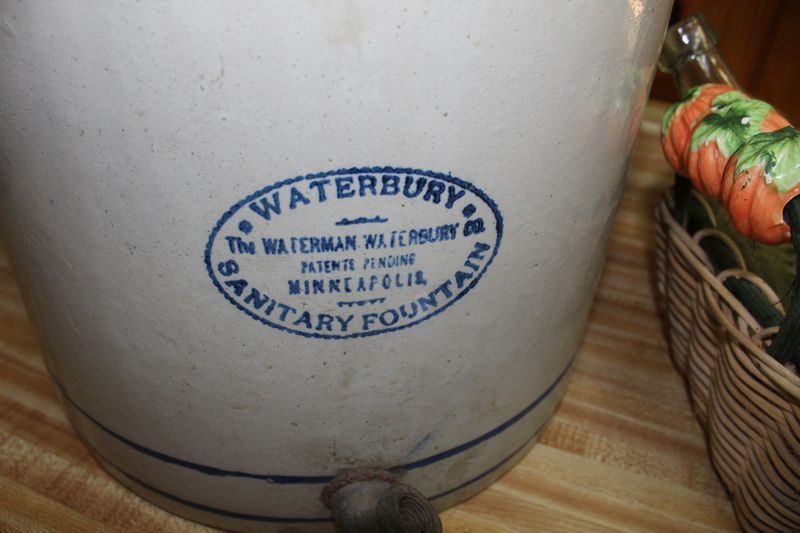 WATERBURY
The WATERMAN WATERBURY CO.
PATENTS PENDING
MINNEAPOLIS,
SANITARY FOUNTAIN